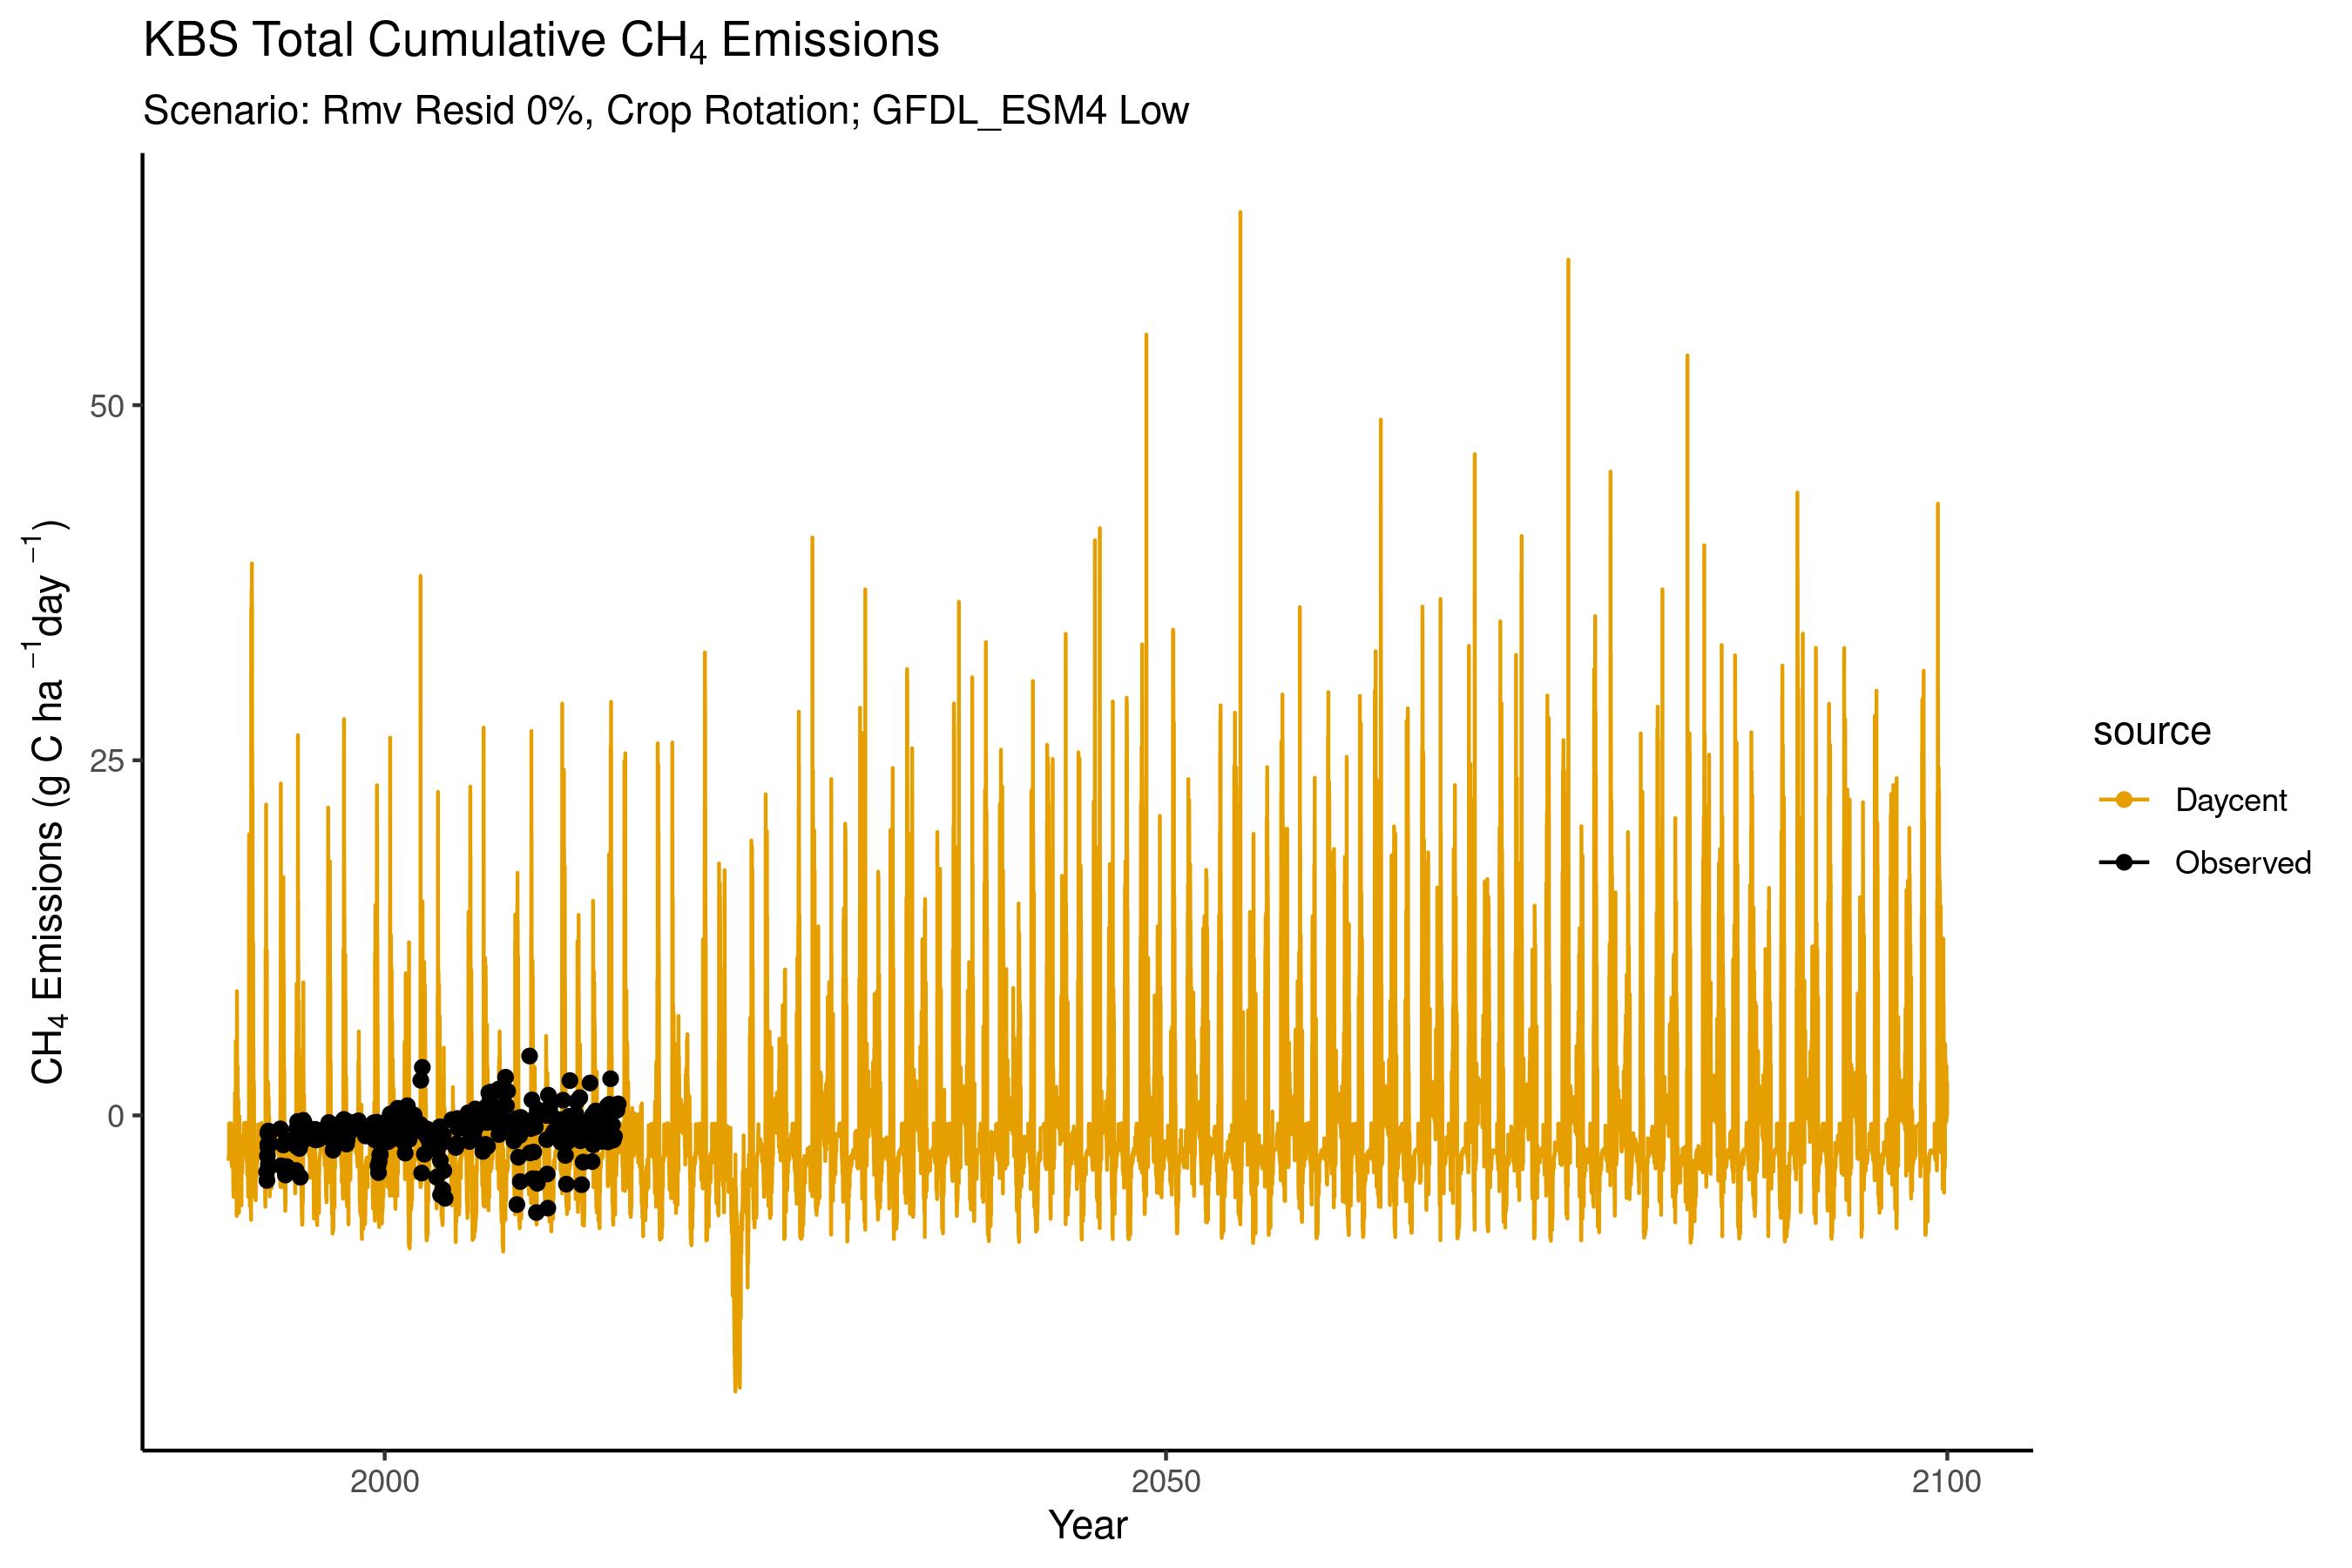 KBS Total Cumulative CH₄ Emissions
Scenario: Rmv Resid 0%, Crop Rotation; GFDL_ESM4 Low
CH₄ Emissions (g C ha ⁻¹day ⁻¹)
50
25
0
2000
2050
2100
Year
source
Daycent
Observed